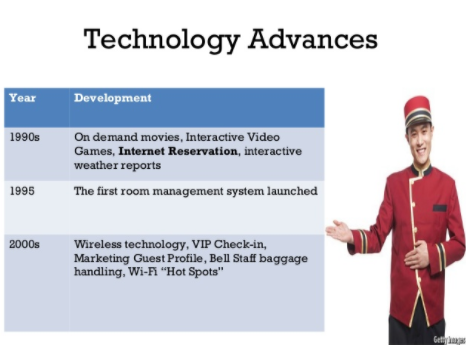 Technology Advances
Year Development
1990s On demand movies, Interactive Video
Games, Internet Reservation, interactive
weather reports
1995 The first room management system launched
2000s Wireless technology, VIP Check-in,
Marketing Guest Profile, Bell Staff baggage
handling, Wi-Fi “Hot Spots”
GettyImages